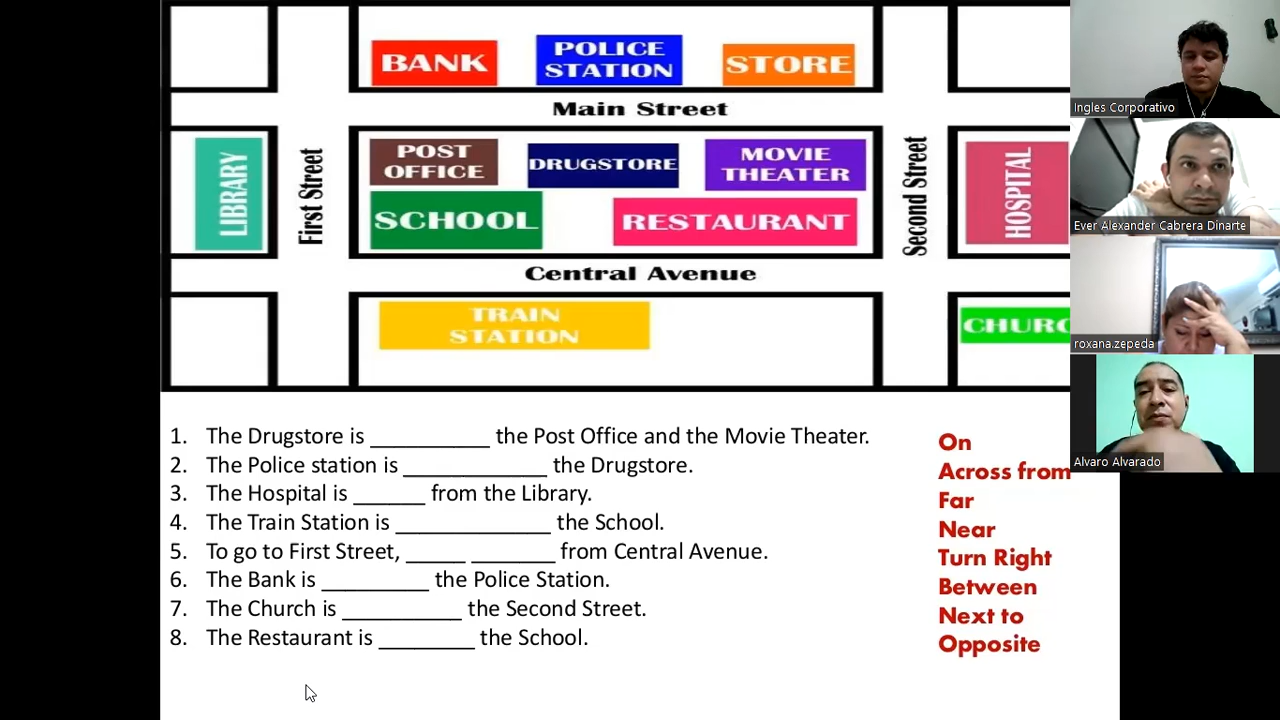 BANK
POLICE
STATION
STORE
Main Street
LIBRARY
First Street
POST
OFFICE
DRUGSTORE
MOVIE
THEATER
SCHOOL
RESTAURANT
Second Street
HOSPITAL
Central Avenue
TRAIN
STATION
CHURC
1. The Drugstore is __________ the Post Office and the Movie Theater.
2. The Police station is ____________ the Drugstore.
3. The Hospital is ______ from the Library.
4. The Train Station is _____________ the School.
5. To go to First Street, _____ _______ from Central Avenue.
6. The Bank is _________ the Police Station.
7. The Church is __________ the Second Street.
8. The Restaurant is ________ the School.
On
Across from
Far
Near
Turn Right
Between
Next to
Opposite
Ingles Corporativo
Ever Alexander Cabrera Dinarte
roxana.zepeda
Alvaro Alvarado